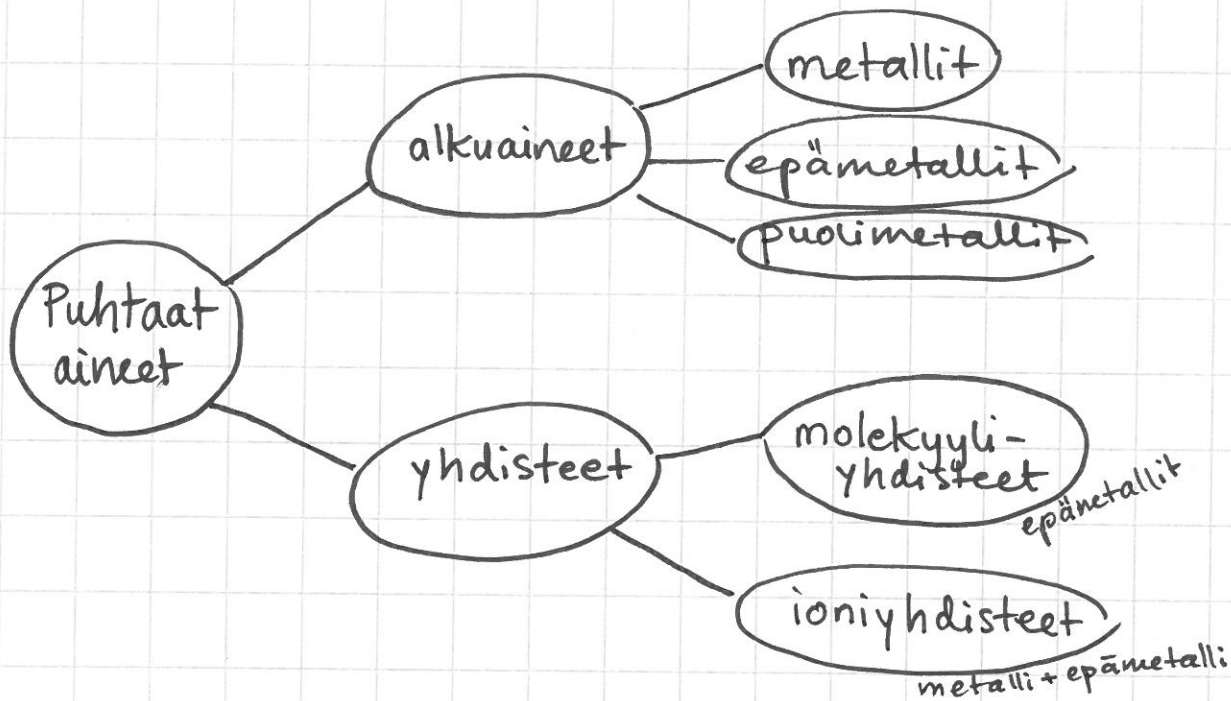 metallit
alkuaineet
epämetallit
puolimetallit
Puhtaat
aineet
molekyyli-
yhdisteet
yhdisteet
epämetallit
ioniyhdisteet
metalli + epämetalli